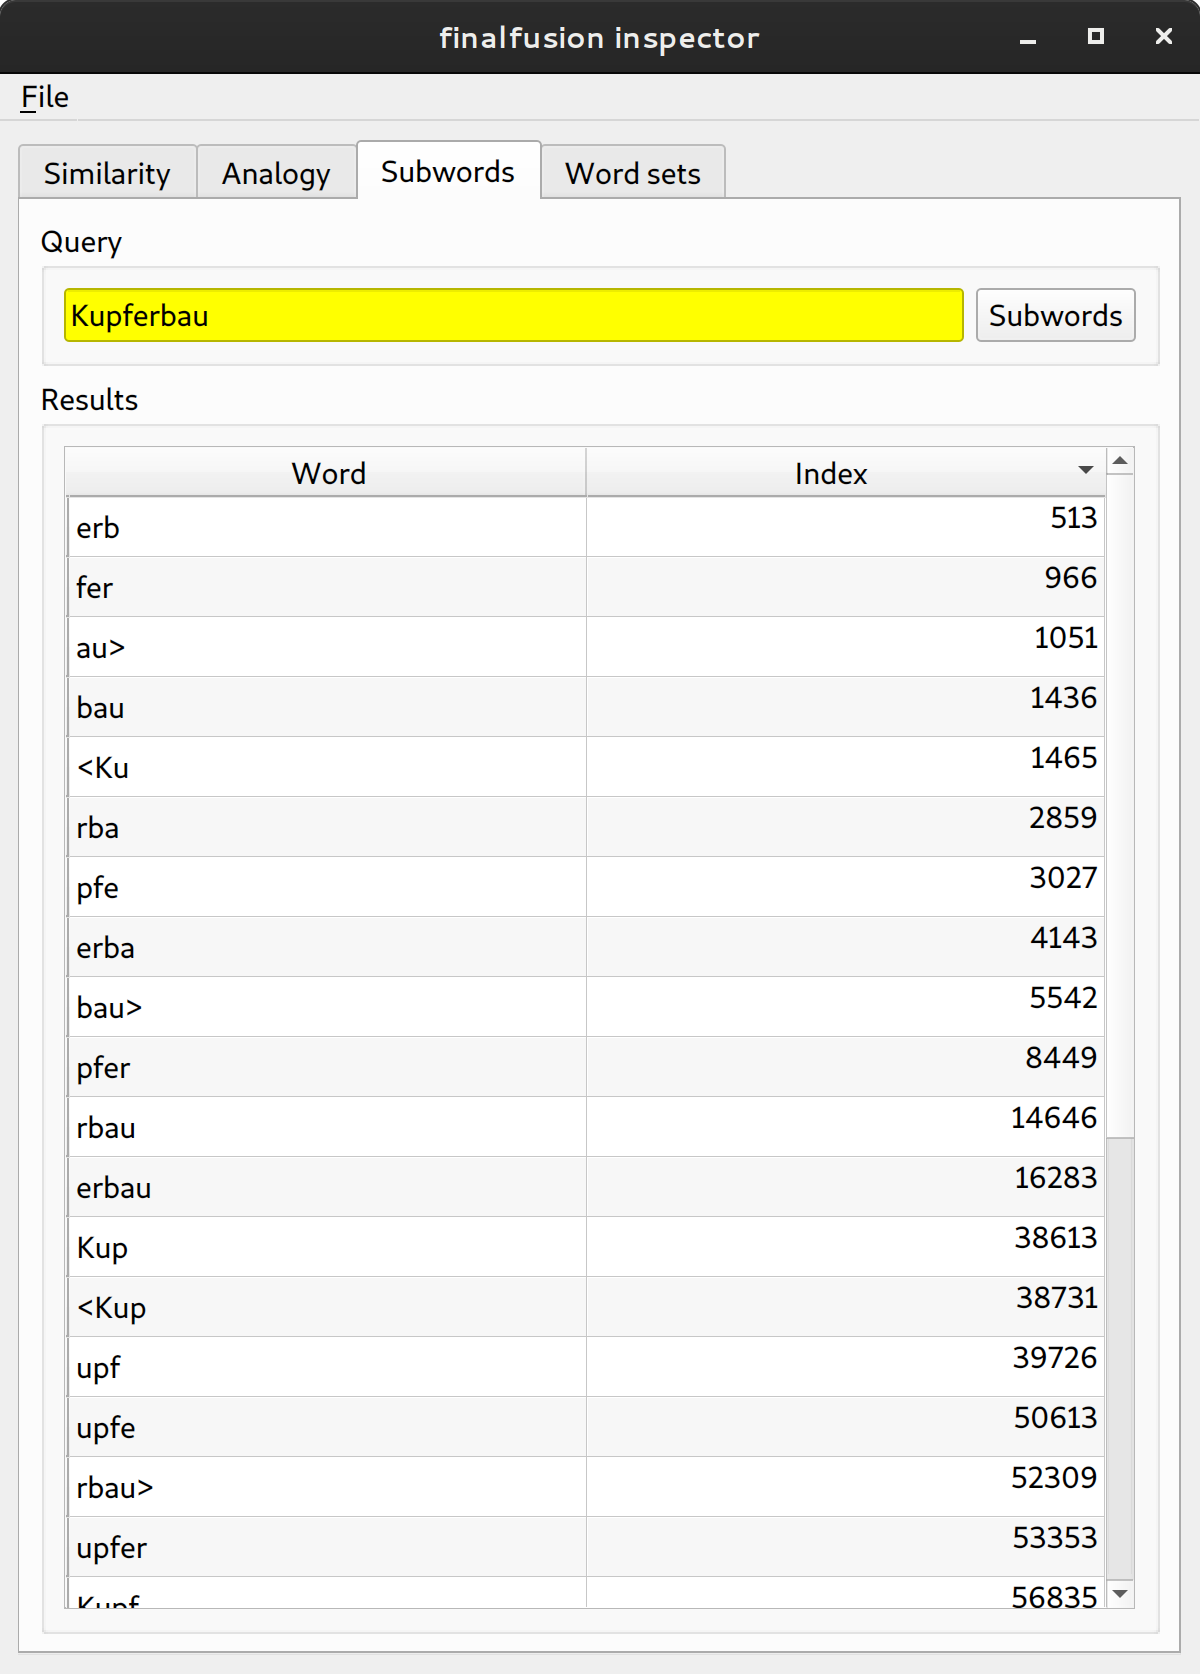 finalfusion inspector
File
Similarity Analogy Subwords Word sets
Query
Kupferbau Subwords
Results
Word Index
erb 513
fer 966
au> 1051
bau 1436
<Ku 1465
rba 2859
pfe 3027
erba 4143
bau> 5542
pfer 8449
rbau 14646
erbau 16283
Kup 38613
<Kup 38731
upf 39726
upfe 50613
rbau> 52309
upfer 53353
Kupf 56835